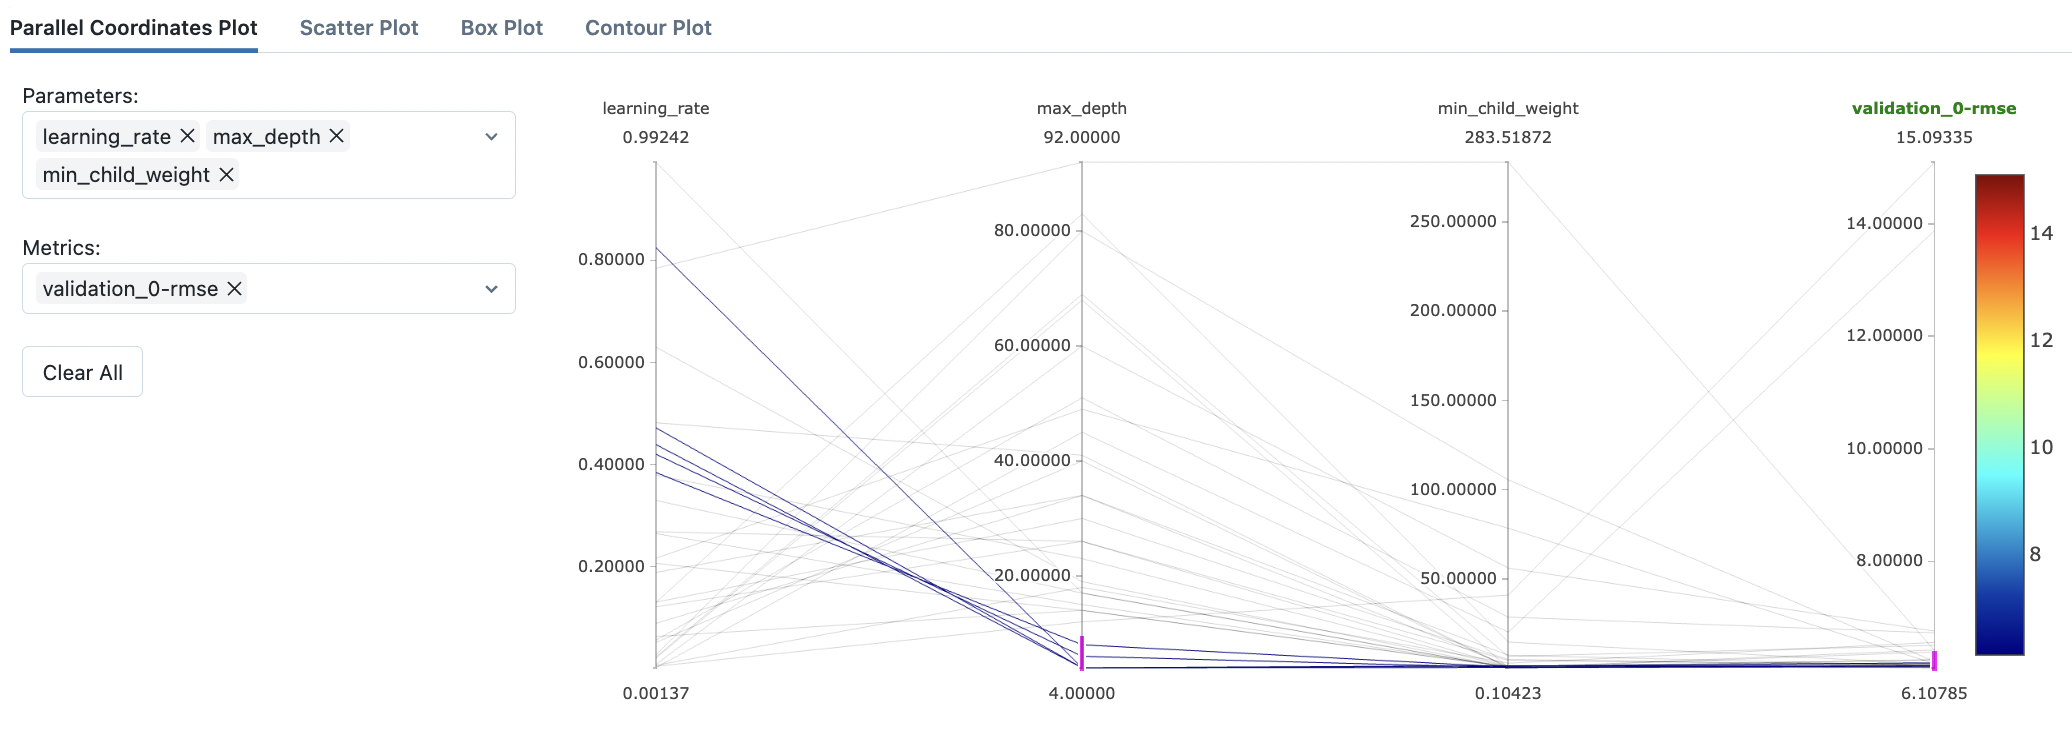 Parallel Coordinates Plot Scatter Plot Box Plot Contour Plot
Parameters:
learning_rate × max_depth ×
min_child_weight ×
Metrics:
validation_0-rmse ×
Clear All
learning_rate max_depth min_child_weight validation_0-rmse
0.99242 92.00000 283.51872 15.09335
0.80000
0.60000
0.40000
0.20000
0.00137
80.00000
60.00000
40.00000
20.00000
4.00000
250.00000
200.00000
150.00000
100.00000
50.00000
0.10423
14.00000
12.00000
10.00000
8.00000
6.10785
14
12
10
8